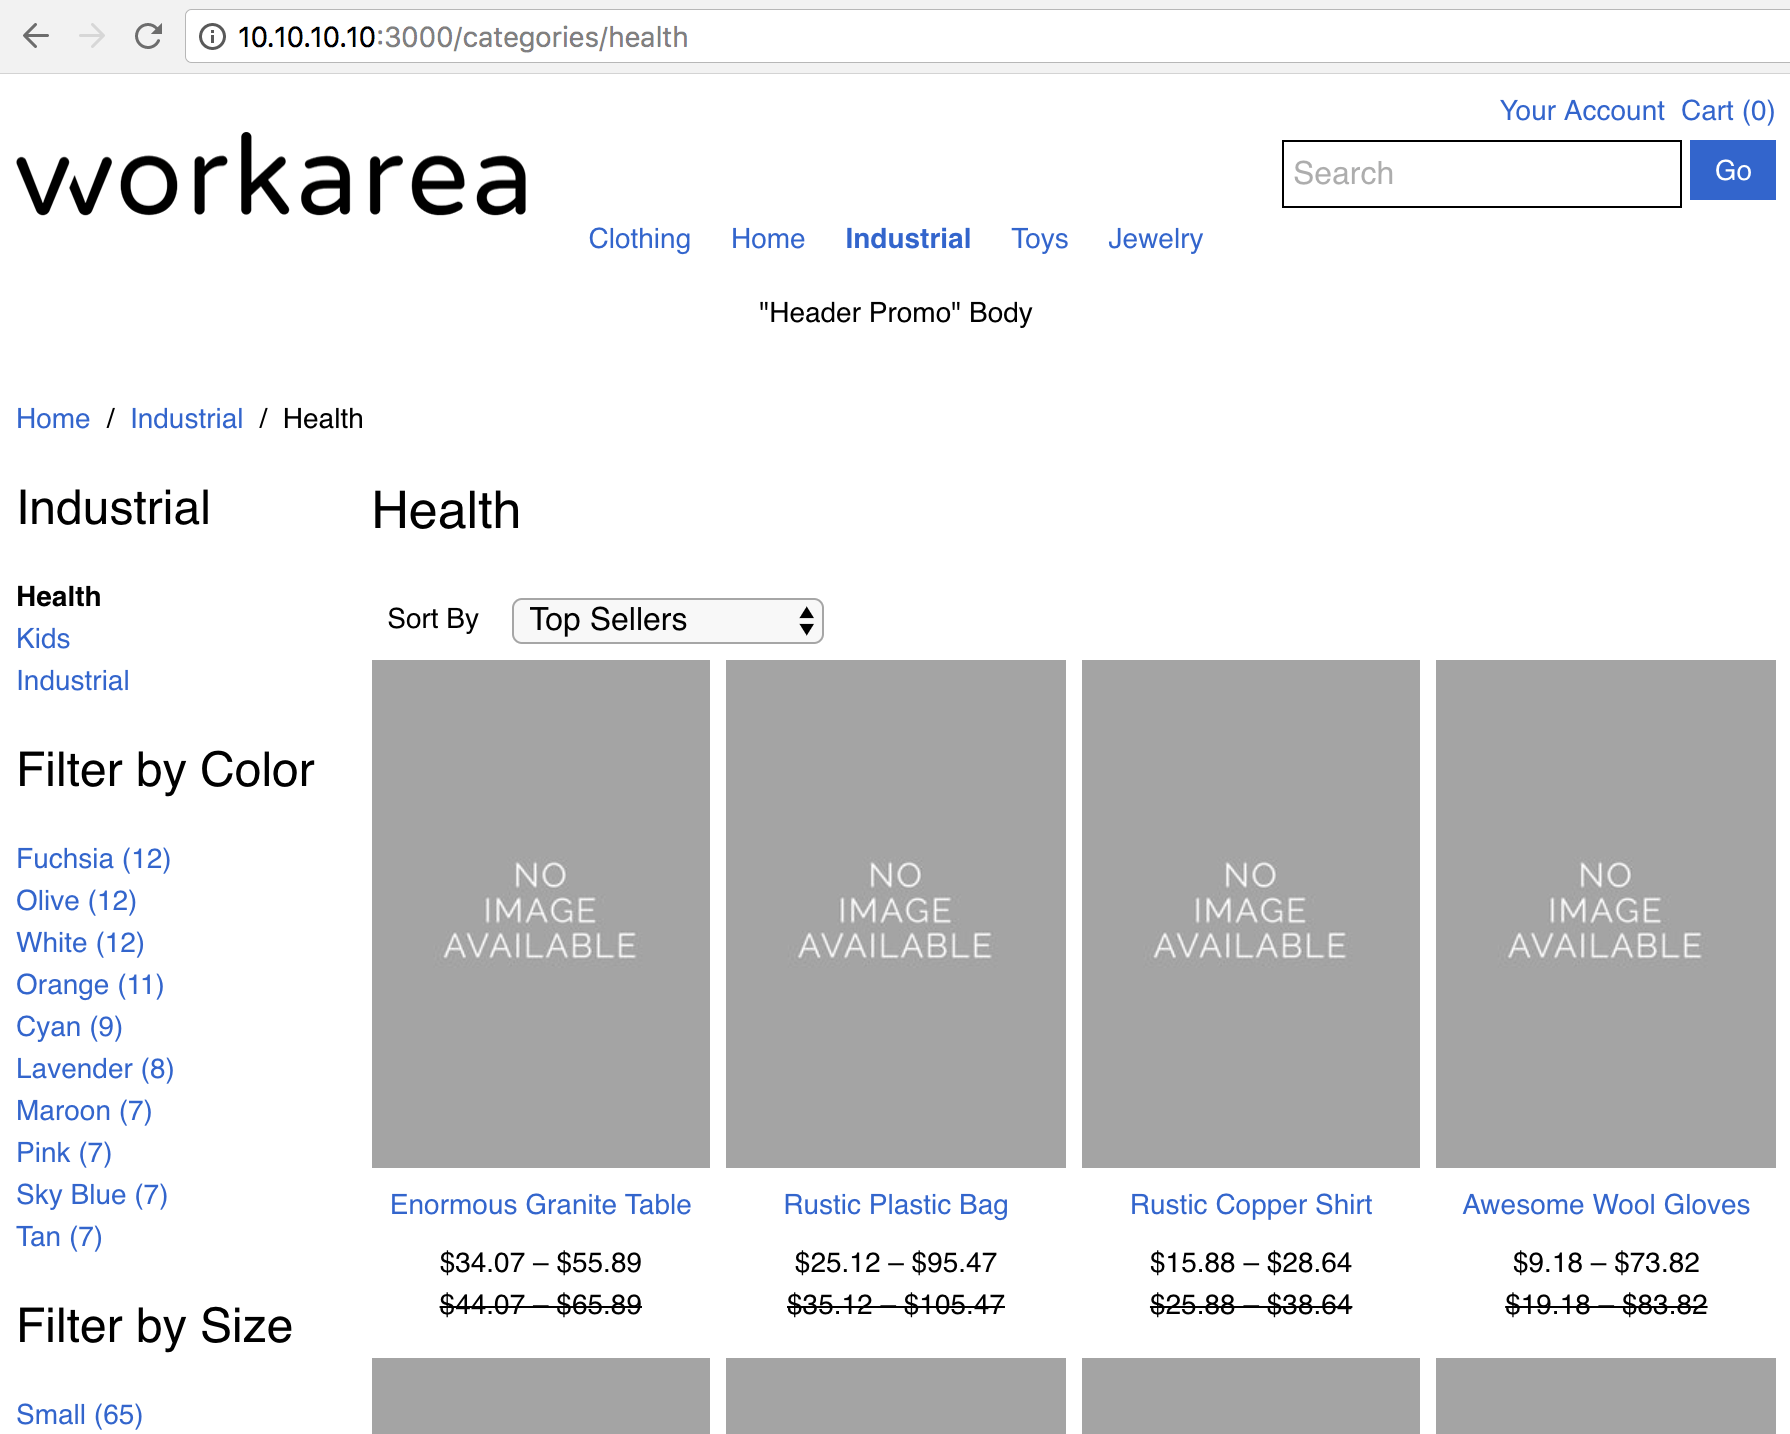 10.10.10.10:3000/categories/health
Your Account Cart (0)
workarea
Search Go
Clothing Home Industrial Toys Jewelry
"Header Promo" Body
Home / Industrial / Health
Industrial
Health
Kids
Industrial
Filter by Color
Fuchsia (12)
Olive (12)
White (12)
Orange (11)
Cyan (9)
Lavender (8)
Maroon (7)
Pink (7)
Sky Blue (7)
Tan (7)
Filter by Size
Small (65)
Health
Sort By Top Sellers
NO
IMAGE
AVAILABLE
Enormous Granite Table
$34.07 – $55.89
$44.07 – $65.89
NO
IMAGE
AVAILABLE
Rustic Plastic Bag
$25.12 – $95.47
$35.12 – $105.47
NO
IMAGE
AVAILABLE
Rustic Copper Shirt
$15.88 – $28.64
$25.88 – $38.64
NO
IMAGE
AVAILABLE
Awesome Wool Gloves
$9.18 – $73.82
$19.18 – $83.82